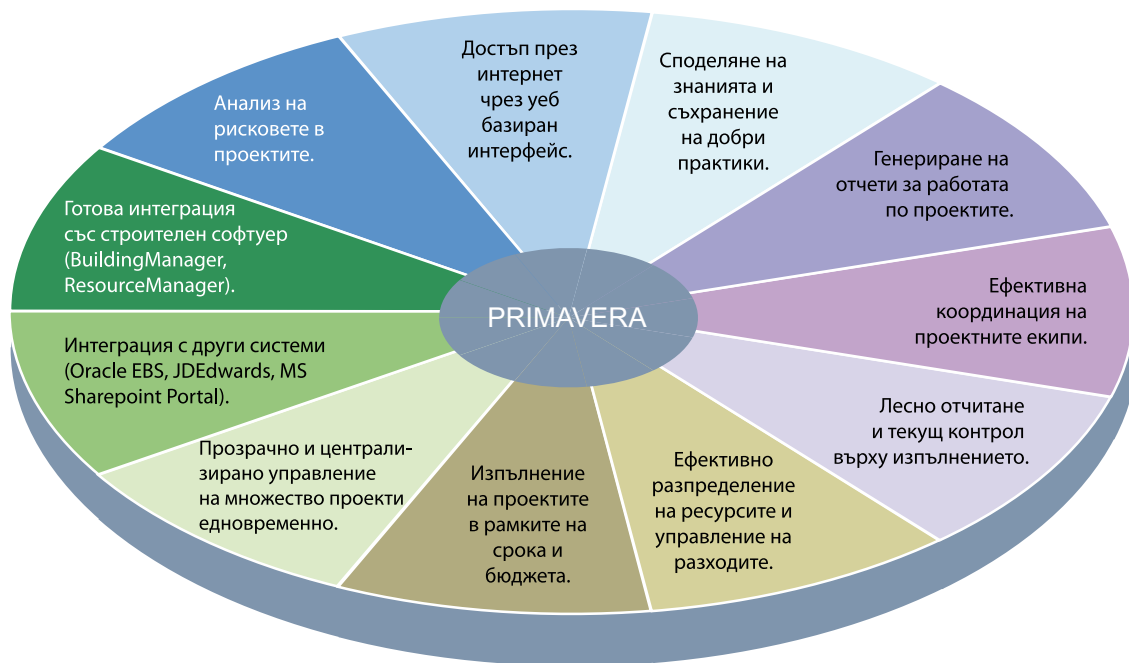 Достъп през
интернет
чрез уеб
базиран
интерфейс.
Споделяне на
знанията и
съхранение
на добри
практики.
Генериране на
отчети за работата
по проектите.
Ефективна
координация на
проектните екипи.
Лесно отчитане
и текущ контрол
върху изпълнението.
Ефективно
разпределение
на ресурсите и
управление на
разходите.
Изпълнение
на проектите
в рамките на
срока и
бюджета.
Прозрачно и централи-
зирано управление
на множество проекти
едновременно.
Интеграция с други системи
(Oracle EBS, JDEdwards, MS
Sharepoint Portal).
Готова интеграция
със строителен софтуер
(BuildingManager,
ResourceManager).
Анализ на
рисковете в
проектите.
PRIMAVERA